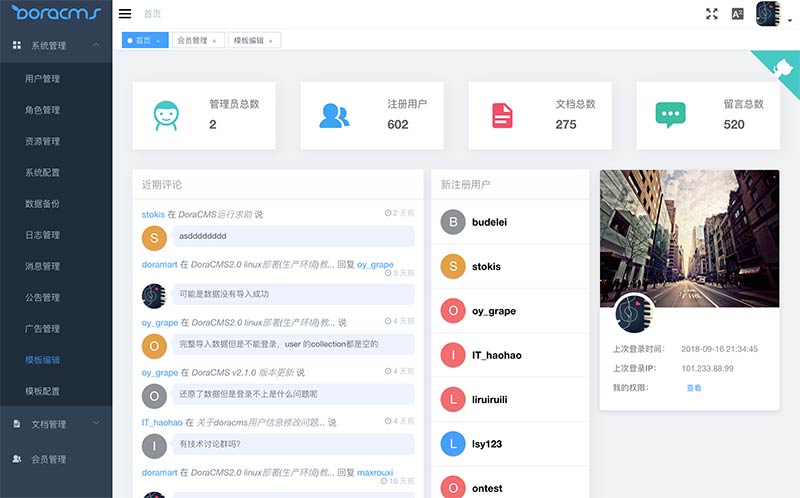 Doracms
首页
首页 ×
会员管理 ×
模板编辑 ×
系统管理
用户管理
角色管理
资源管理
系统配置
数据备份
日志管理
消息管理
公告管理
广告管理
模板编辑
模板配置
文档管理
会员管理
管理员总数
2
注册用户
602
文档总数
275
留言总数
520
近期评论
stokis 在 DoraCMS运行求助 说
2 天前
S
asdddddddd
doramart 在 DoraCMS2.0 linux部署(生产环境)教... 回复 oy_grape
3 天前
可能是数据没有导入成功
oy_grape 在 DoraCMS2.0 linux部署(生产环境)教... 说
4 天前
O
完整导入数据但是不能登录，user 的collection都是空的
oy_grape 在 DoraCMS v2.1.0 版本更新 说
4 天前
O
还原了数据但是登录不上是什么问题呢
IT_haohao 在 关于doracms用户信息修改问题... 说
4 天前
I
有技术讨论群吗?
doramart 在 DoraCMS2.0 linux部署(生产环境)教... 回复 maxrouxi
10 天前
新注册用户
B budelei
S stokis
O oy_grape
I IT_haohao
L liruiruili
L lsy123
O ontest
上次登录时间： 2018-09-16 21:34:45
上次登录IP： 101.233.88.99
我的权限： 查看